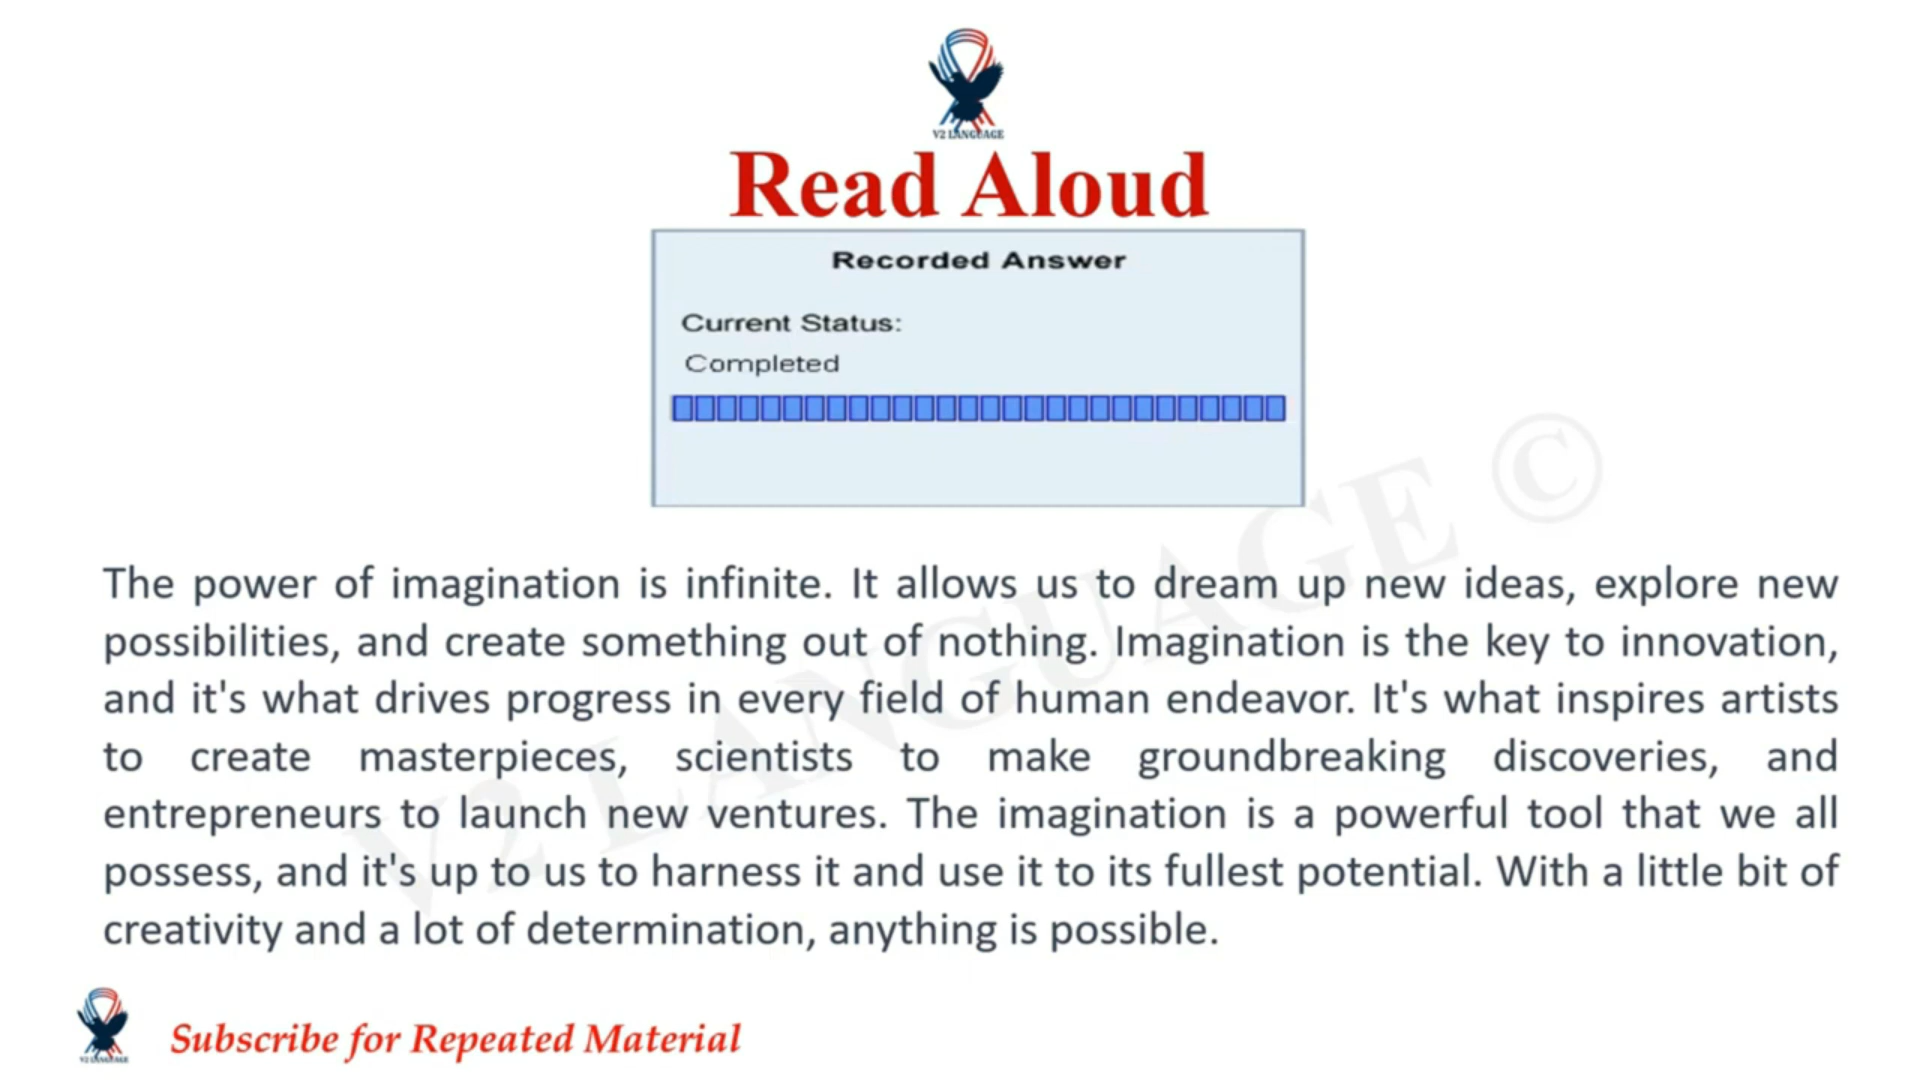 V2 LANGUAGE
Read Aloud
Recorded Answer
Current Status:
Completed
V2 LANGUAGE ©
The power of imagination is infinite. It allows us to dream up new ideas, explore new
possibilities, and create something out of nothing. Imagination is the key to innovation,
and it's what drives progress in every field of human endeavor. It's what inspires artists
to create masterpieces, scientists to make groundbreaking discoveries, and
entrepreneurs to launch new ventures. The imagination is a powerful tool that we all
possess, and it's up to us to harness it and use it to its fullest potential. With a little bit of
creativity and a lot of determination, anything is possible.
V2 LANGUAGE
Subscribe for Repeated Material